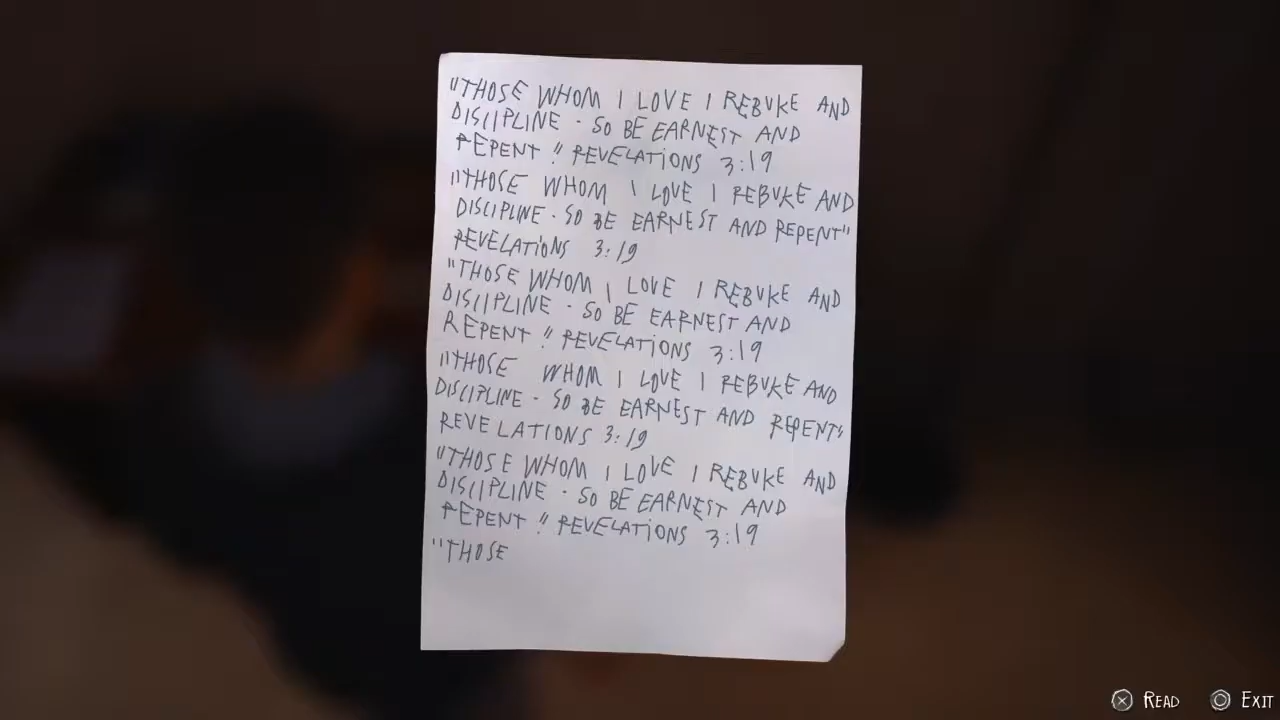 "THOSE WHOM I LOVE I REBUKE AND
DISCIPLINE - SO BE EARNEST AND
REPENT." REVELATIONS 3:19
"THOSE WHOM I LOVE I REBUKE AND
DISCIPLINE - SO BE EARNEST AND REPENT"
REVELATIONS 3:19
"THOSE WHOM I LOVE I REBUKE AND
DISCIPLINE - SO BE EARNEST AND
REPENT." REVELATIONS 3:19
"THOSE WHOM I LOVE I REBUKE AND
DISCIPLINE - SO BE EARNEST AND REPENT"
REVELATIONS 3:19
"THOSE WHOM I LOVE I REBUKE AND
DISCIPLINE - SO BE EARNEST AND
REPENT." REVELATIONS 3:19
"THOSE
READ EXIT